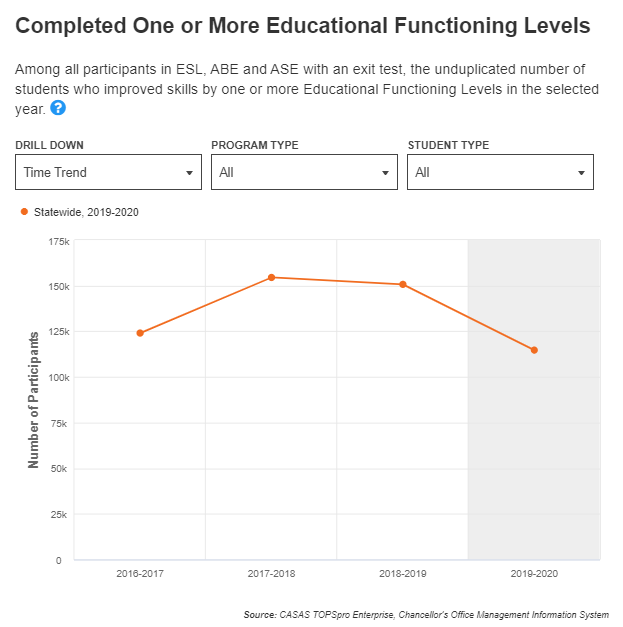 Completed One or More Educational Functioning Levels
Among all participants in ESL, ABE and ASE with an exit test, the unduplicated number of
students who improved skills by one or more Educational Functioning Levels in the selected
year. ?
DRILL DOWN PROGRAM TYPE STUDENT TYPE
Time Trend All All
Statewide, 2019-2020
175k
150k
125k
100k
75k
50k
25k
0
Number of Participants
2016-2017 2017-2018 2018-2019 2019-2020
Source: CASAS TOPSpro Enterprise, Chancellor's Office Management Information System